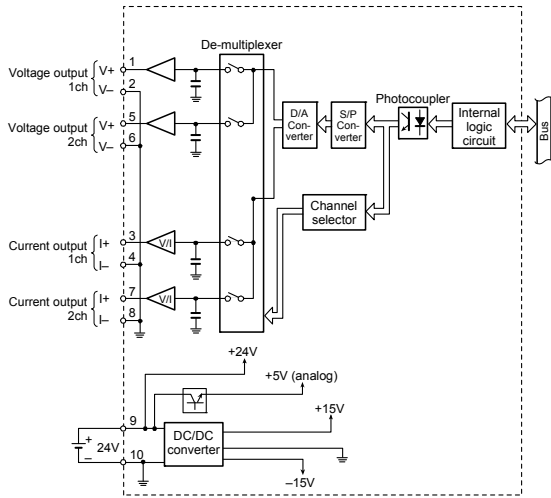 De-multiplexer
Voltage output
1ch
V+
V–
1
2
Voltage output
2ch
V+
V–
5
6
D/A
Con-
verter
S/P
Con-
verter
Photocoupler
Internal
logic
circuit
Bus
Channel
selector
Current output
1ch
I+
I–
3
4
V/I
Current output
2ch
I+
I–
7
8
V/I
+24V
+5V (analog)
+15V
9
+
24V
–
10
DC/DC
converter
–15V